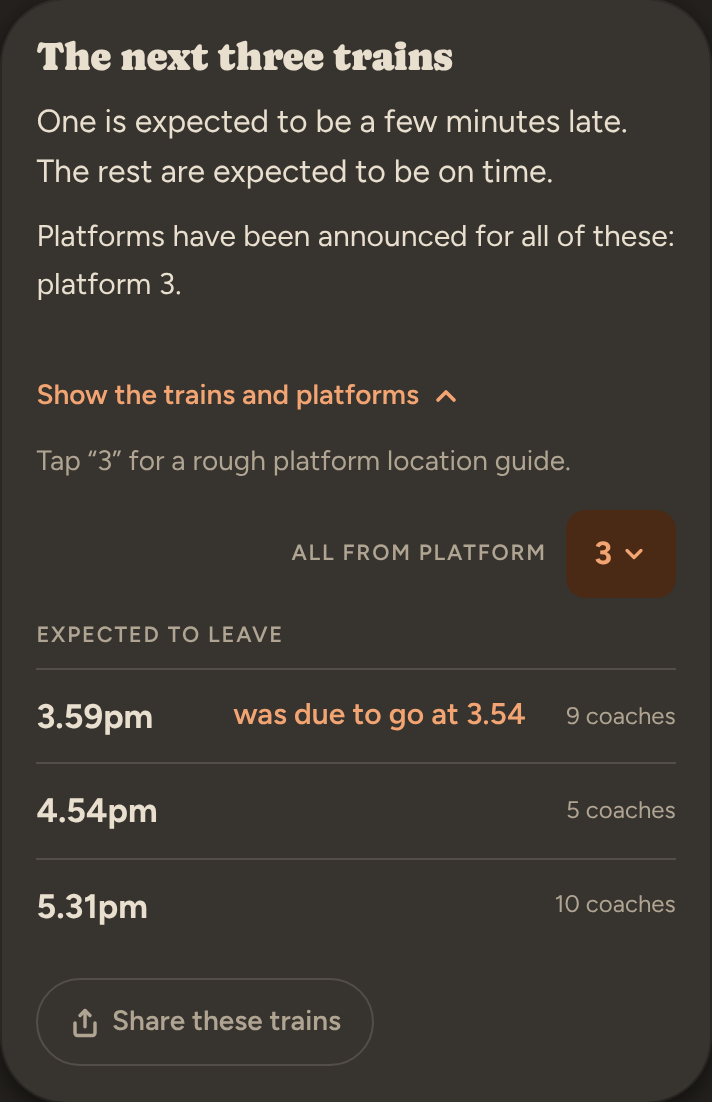 The next three trains
One is expected to be a few minutes late.
The rest are expected to be on time.
Platforms have been announced for all of these:
platform 3.
Show the trains and platforms
Tap “3” for a rough platform location guide.
ALL FROM PLATFORM 3
EXPECTED TO LEAVE
3.59pm was due to go at 3.54 9 coaches
4.54pm 5 coaches
5.31pm 10 coaches
Share these trains